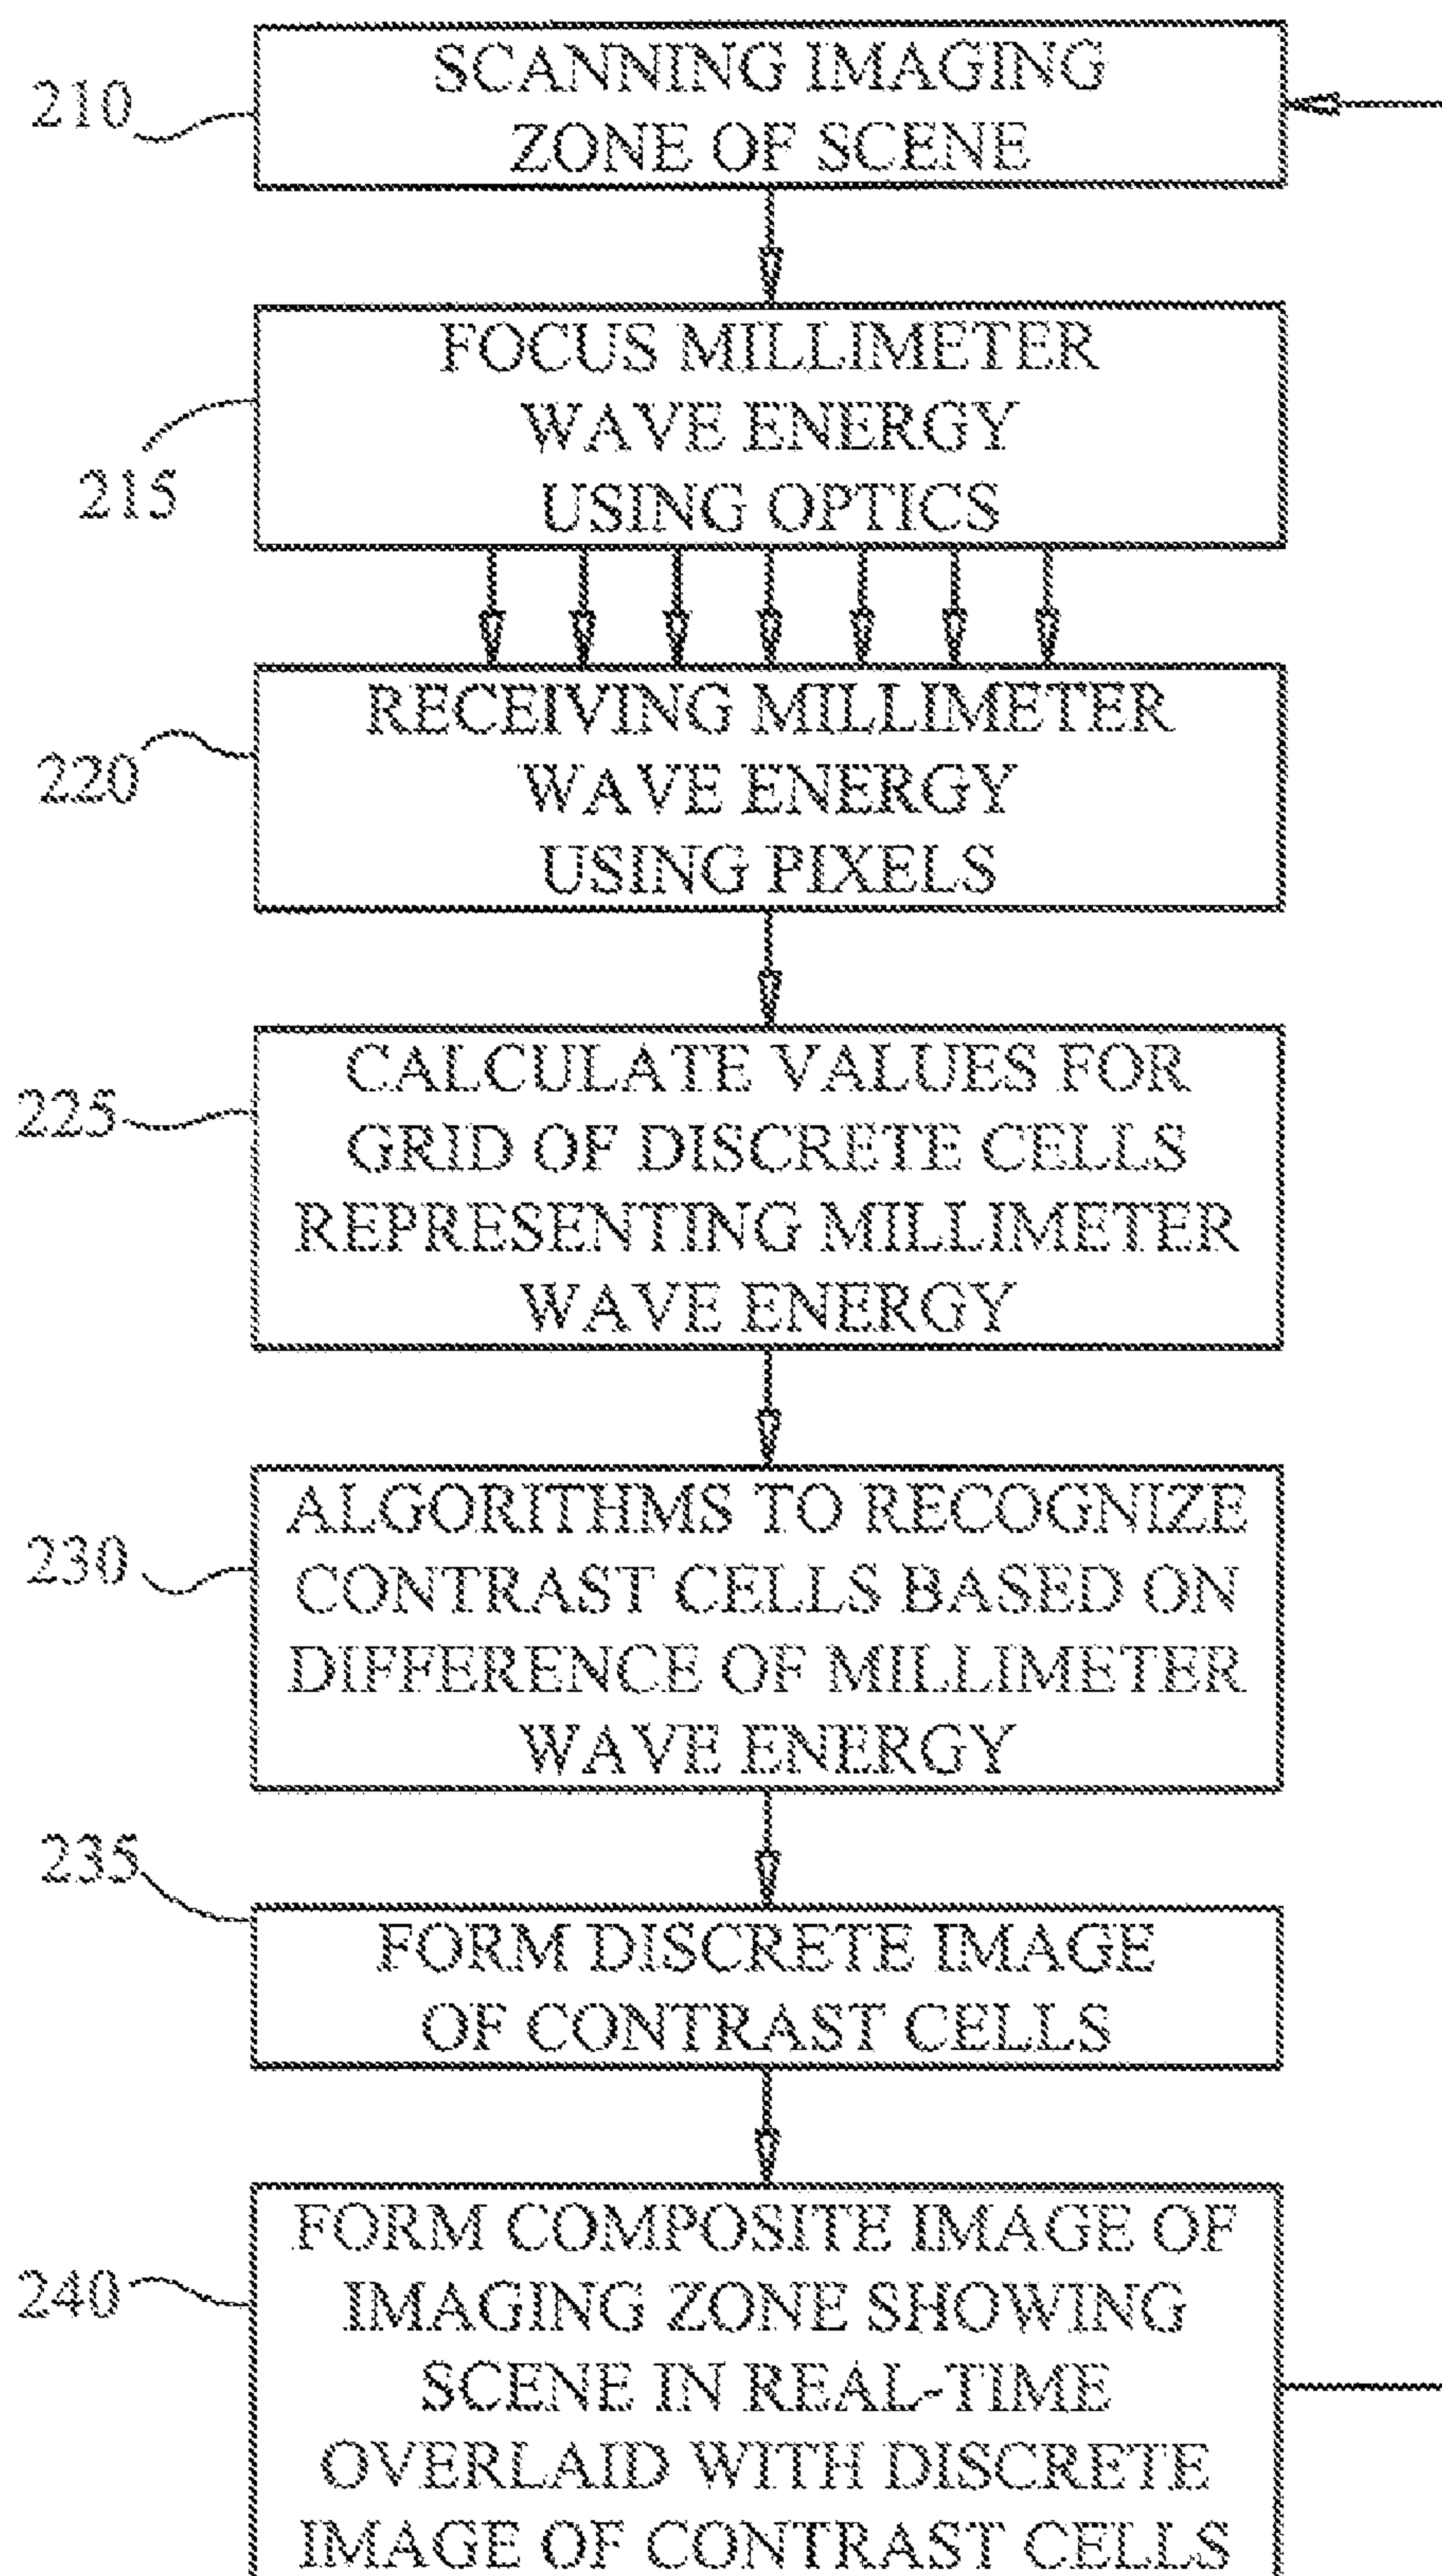 210
SCANNING IMAGING
ZONE OF SCENE
215
FOCUS MILLIMETER
WAVE ENERGY
USING OPTICS
220
RECEIVING MILLIMETER
WAVE ENERGY
USING PIXELS
225
CALCULATE VALUES FOR
GRID OF DISCRETE CELLS
REPRESENTING MILLIMETER
WAVE ENERGY
230
ALGORITHMS TO RECOGNIZE
CONTRAST CELLS BASED ON
DIFFERENCE OF MILLIMETER
WAVE ENERGY
235
FORM DISCRETE IMAGE
OF CONTRAST CELLS
240
FORM COMPOSITE IMAGE OF
IMAGING ZONE SHOWING
SCENE IN REAL-TIME
OVERLAID WITH DISCRETE
IMAGE OF CONTRAST CELLS